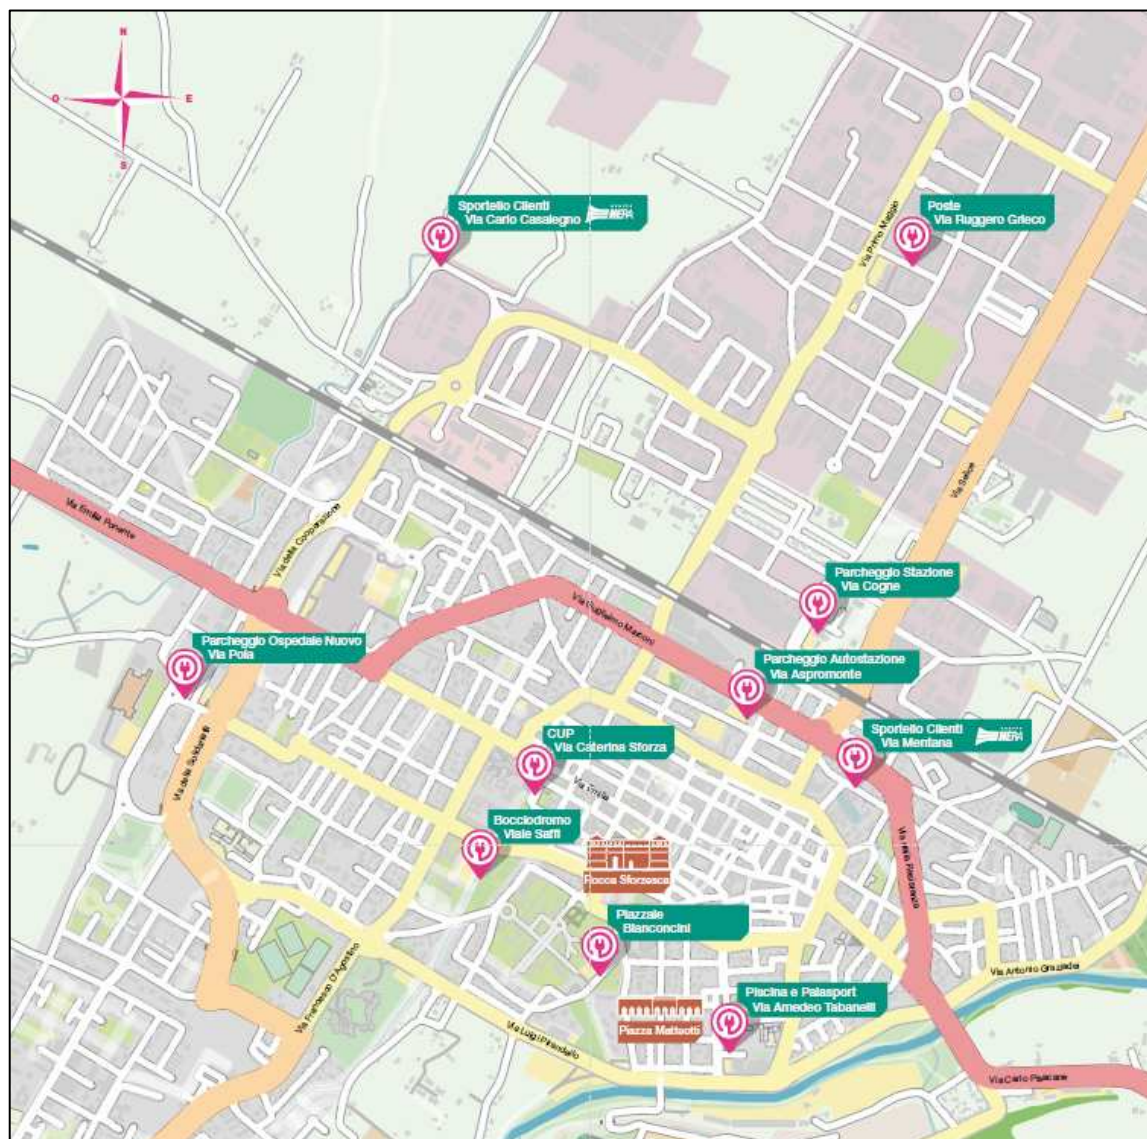 N
O
E
S
Sportello Clienti
Via Carlo Casalegno
HERA
Poste
Via Ruggero Grieco
Via Primo Maggio
Via Selice
Via Emilia Ponente
Via della Cooperazione
Parcheggio Stazione
Via Cogne
Via Guglielmo Marconi
Parcheggio Ospedale Nuovo
Via Pola
Parcheggio Autostazione
Via Aspromonte
CUP
Via Caterina Sforza
Sportello Clienti
Via Mentana
HERA
Via della Solidarietà
Via Emilia
Bocciodromo
Viale Saffi
Rocca Sforzesca
Piazzale
Bianconcini
Via Francesco D'Agostino
Via Antonio Graziadei
Piscina e Palasport
Via Amedeo Tabanelli
Piazza Matteotti
Via Luigi Pirandello